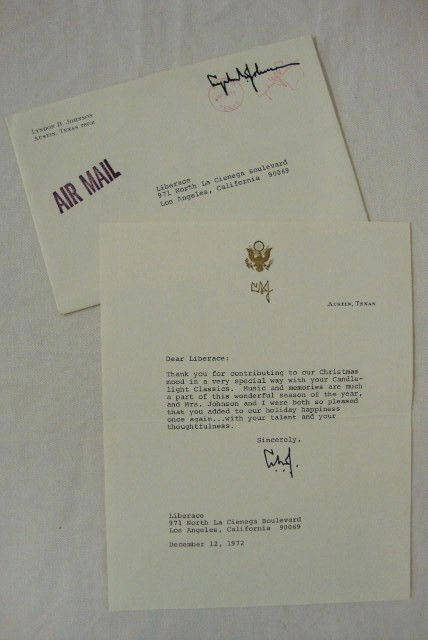 Lyndon B. Johnson
LYNDON B. JOHNSON
AUSTIN, TEXAS
AIR MAIL
Liberace
971 North La Cienega Boulevard
Los Angeles, California 90069
LBJ
AUSTIN, TEXAS
Dear Liberace:
Thank you for contributing to our Christmas
mood in a very special way with your Candle-
light Classics. Music and memories are much
a part of this wonderful season of the year,
and Mrs. Johnson and I were both so pleased
that you added to our holiday happiness
once again...with your talent and your
thoughtfulness.
Sincerely,
Liberace
971 North La Cienega Boulevard
Los Angeles, California 90069
December 12, 1972